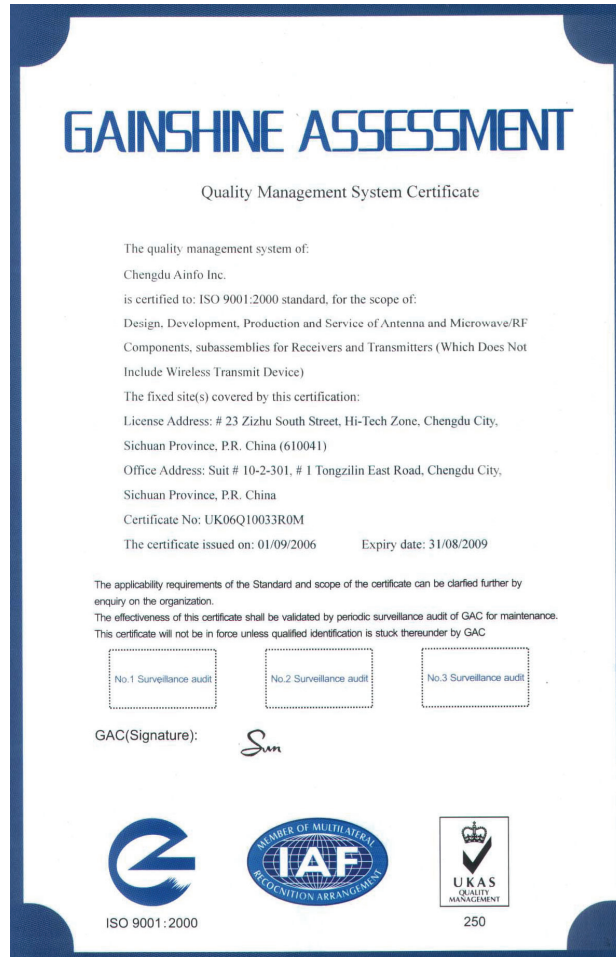 GAINSHINE ASSESSMENT
Quality Management System Certificate
The quality management system of:
Chengdu Ainfo Inc.
is certified to: ISO 9001:2000 standard, for the scope of:
Design, Development, Production and Service of Antenna and Microwave/RF
Components, subassemblies for Receivers and Transmitters (Which Does Not
Include Wireless Transmit Device)
The fixed site(s) covered by this certification:
License Address: # 23 Zizhu South Street, Hi-Tech Zone, Chengdu City,
Sichuan Province, P.R. China (610041)
Office Address: Suit # 10-2-301, # 1 Tongzilin East Road, Chengdu City,
Sichuan Province, P.R. China
Certificate No: UK06Q10033R0M
The certificate issued on: 01/09/2006 Expiry date: 31/08/2009
The applicability requirements of the Standard and scope of the certificate can be clarfied further by
enquiry on the organization.
The effectiveness of this certificate shall be validated by periodic surveillance audit of GAC for maintenance.
This certificate will not be in force unless qualified identification is stuck thereunder by GAC
No.1 Surveillance audit No.2 Surveillance audit No.3 Surveillance audit
GAC(Signature): Sun
MEMBER OF MULTILATERAL
IAF
RECOGNITION ARRANGEMENT
UKAS
QUALITY
MANAGEMENT
ISO 9001:2000
250